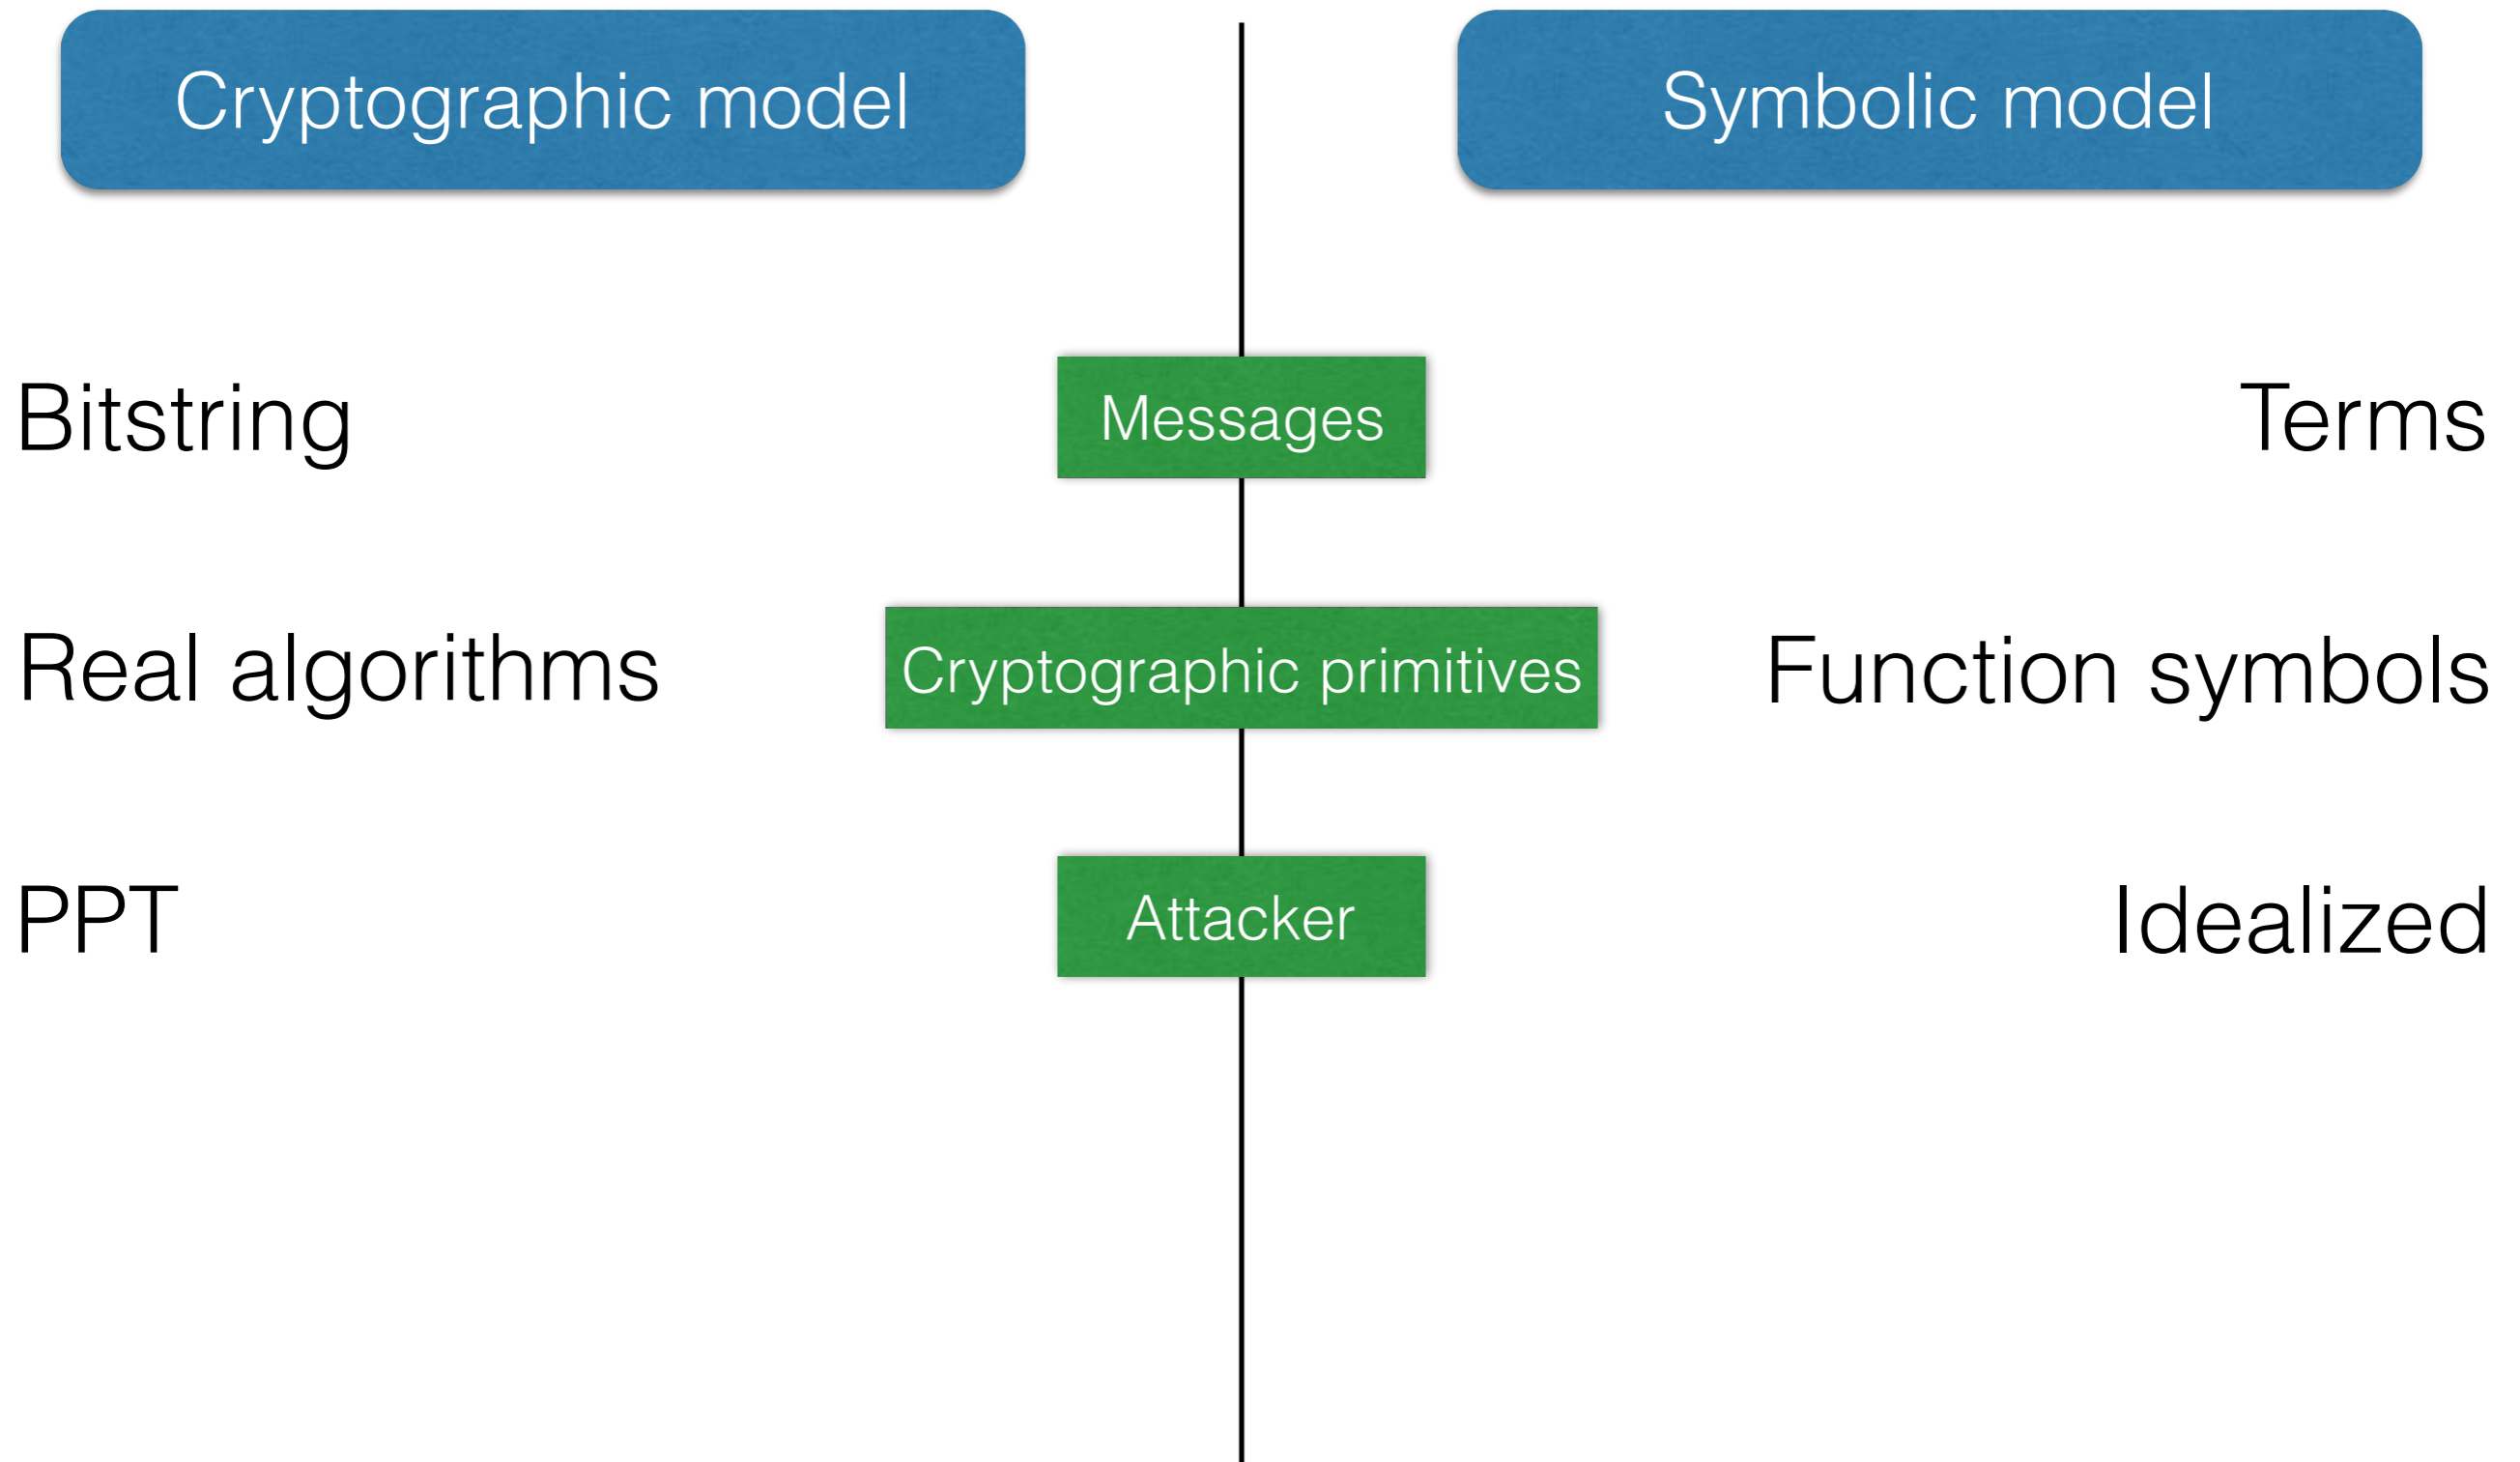 Cryptographic model
Symbolic model
Bitstring
Messages
Terms
Real algorithms
Cryptographic primitives
Function symbols
PPT
Attacker
Idealized